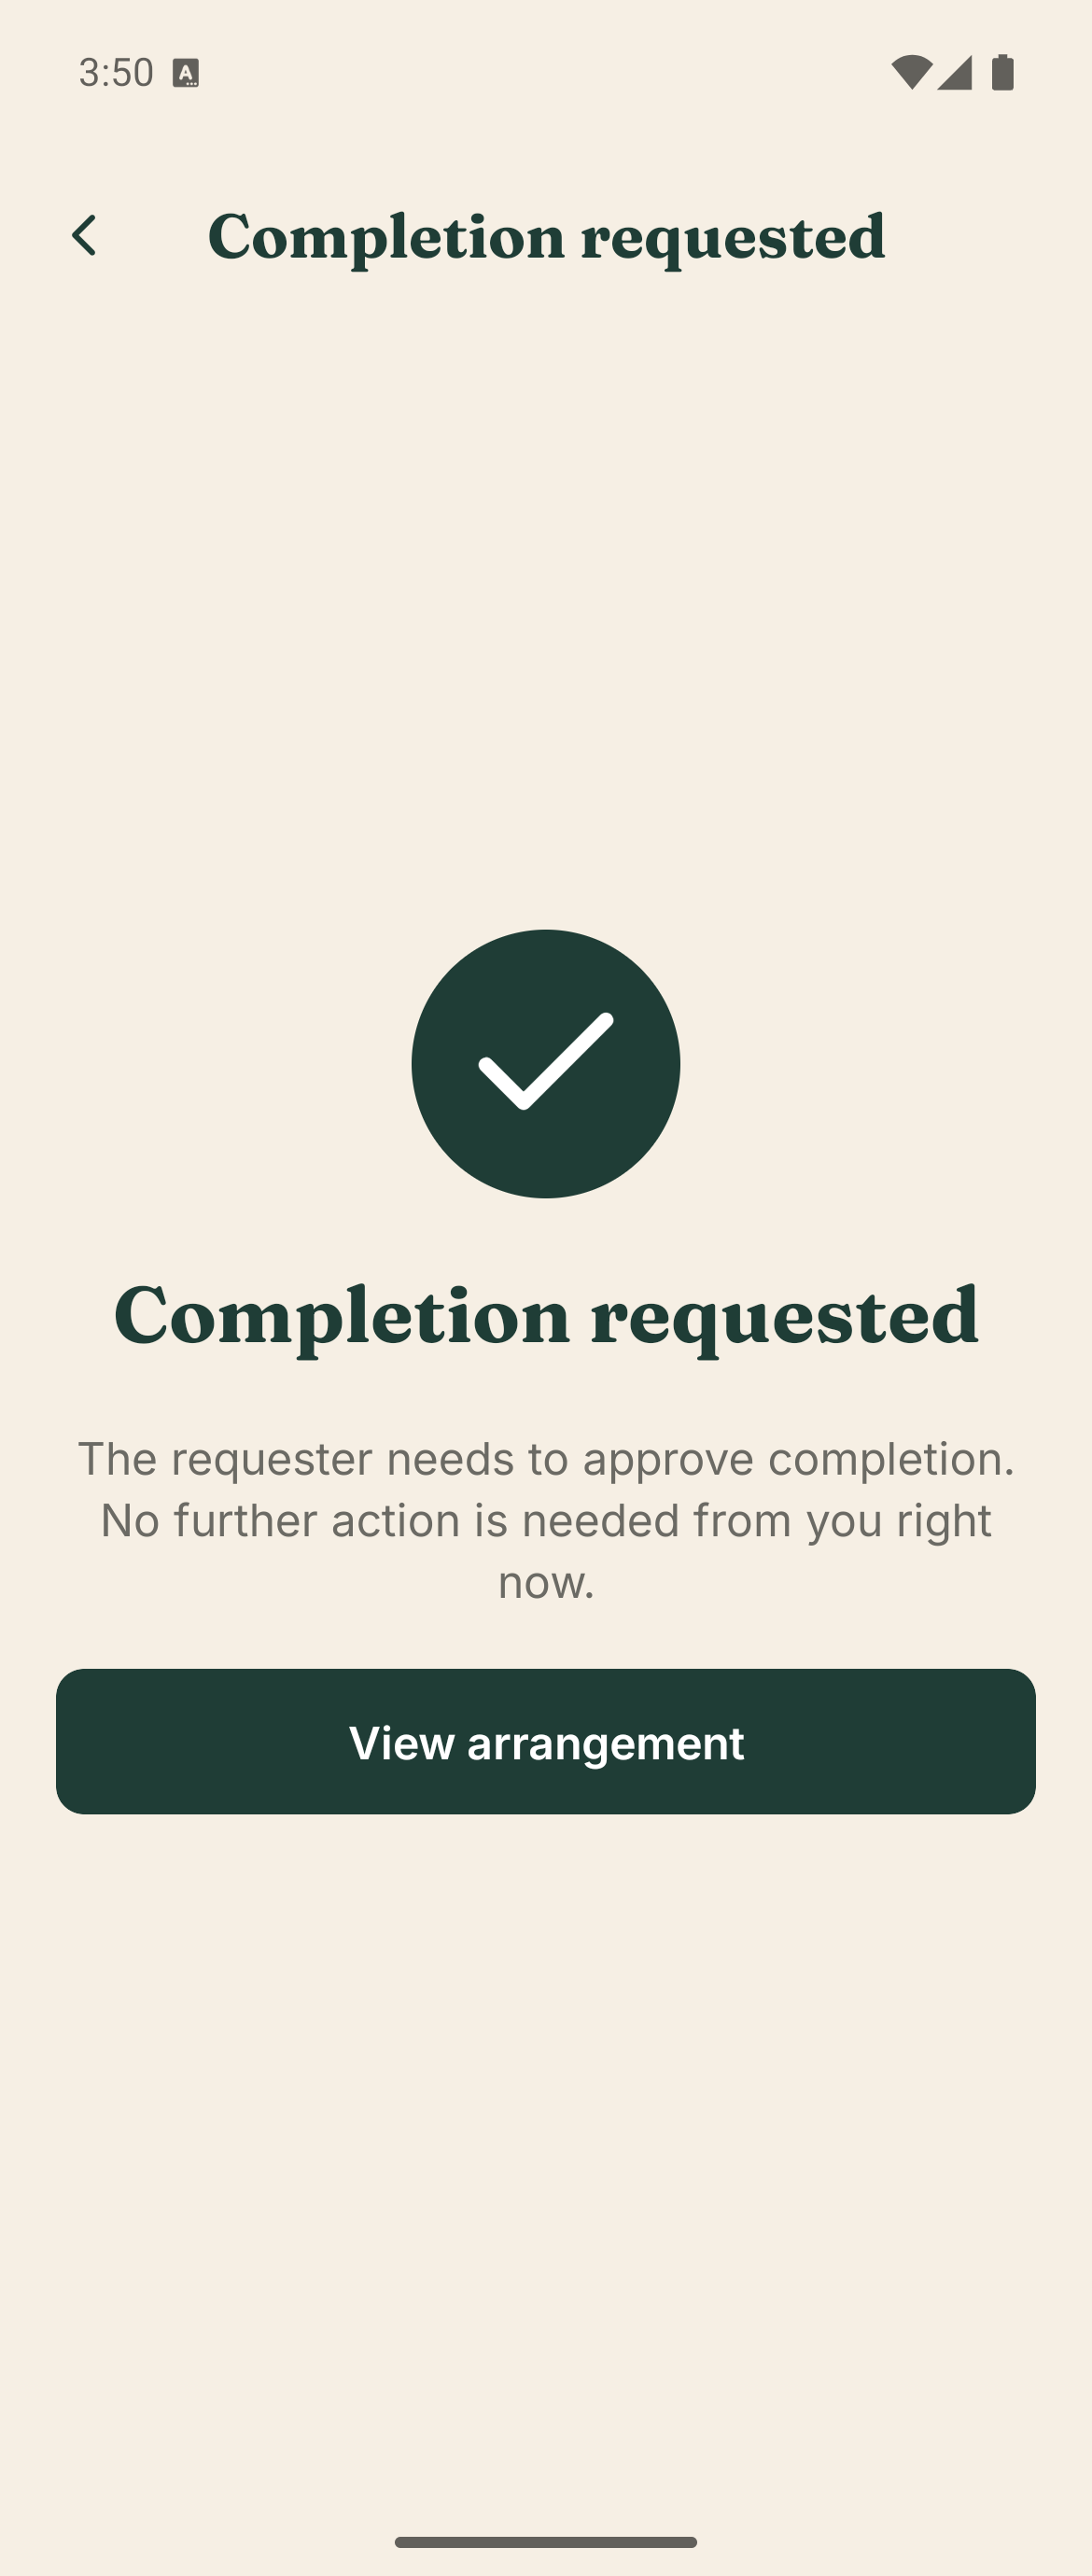 3:50
Completion requested
Completion requested
The requester needs to approve completion.
No further action is needed from you right
now.
View arrangement